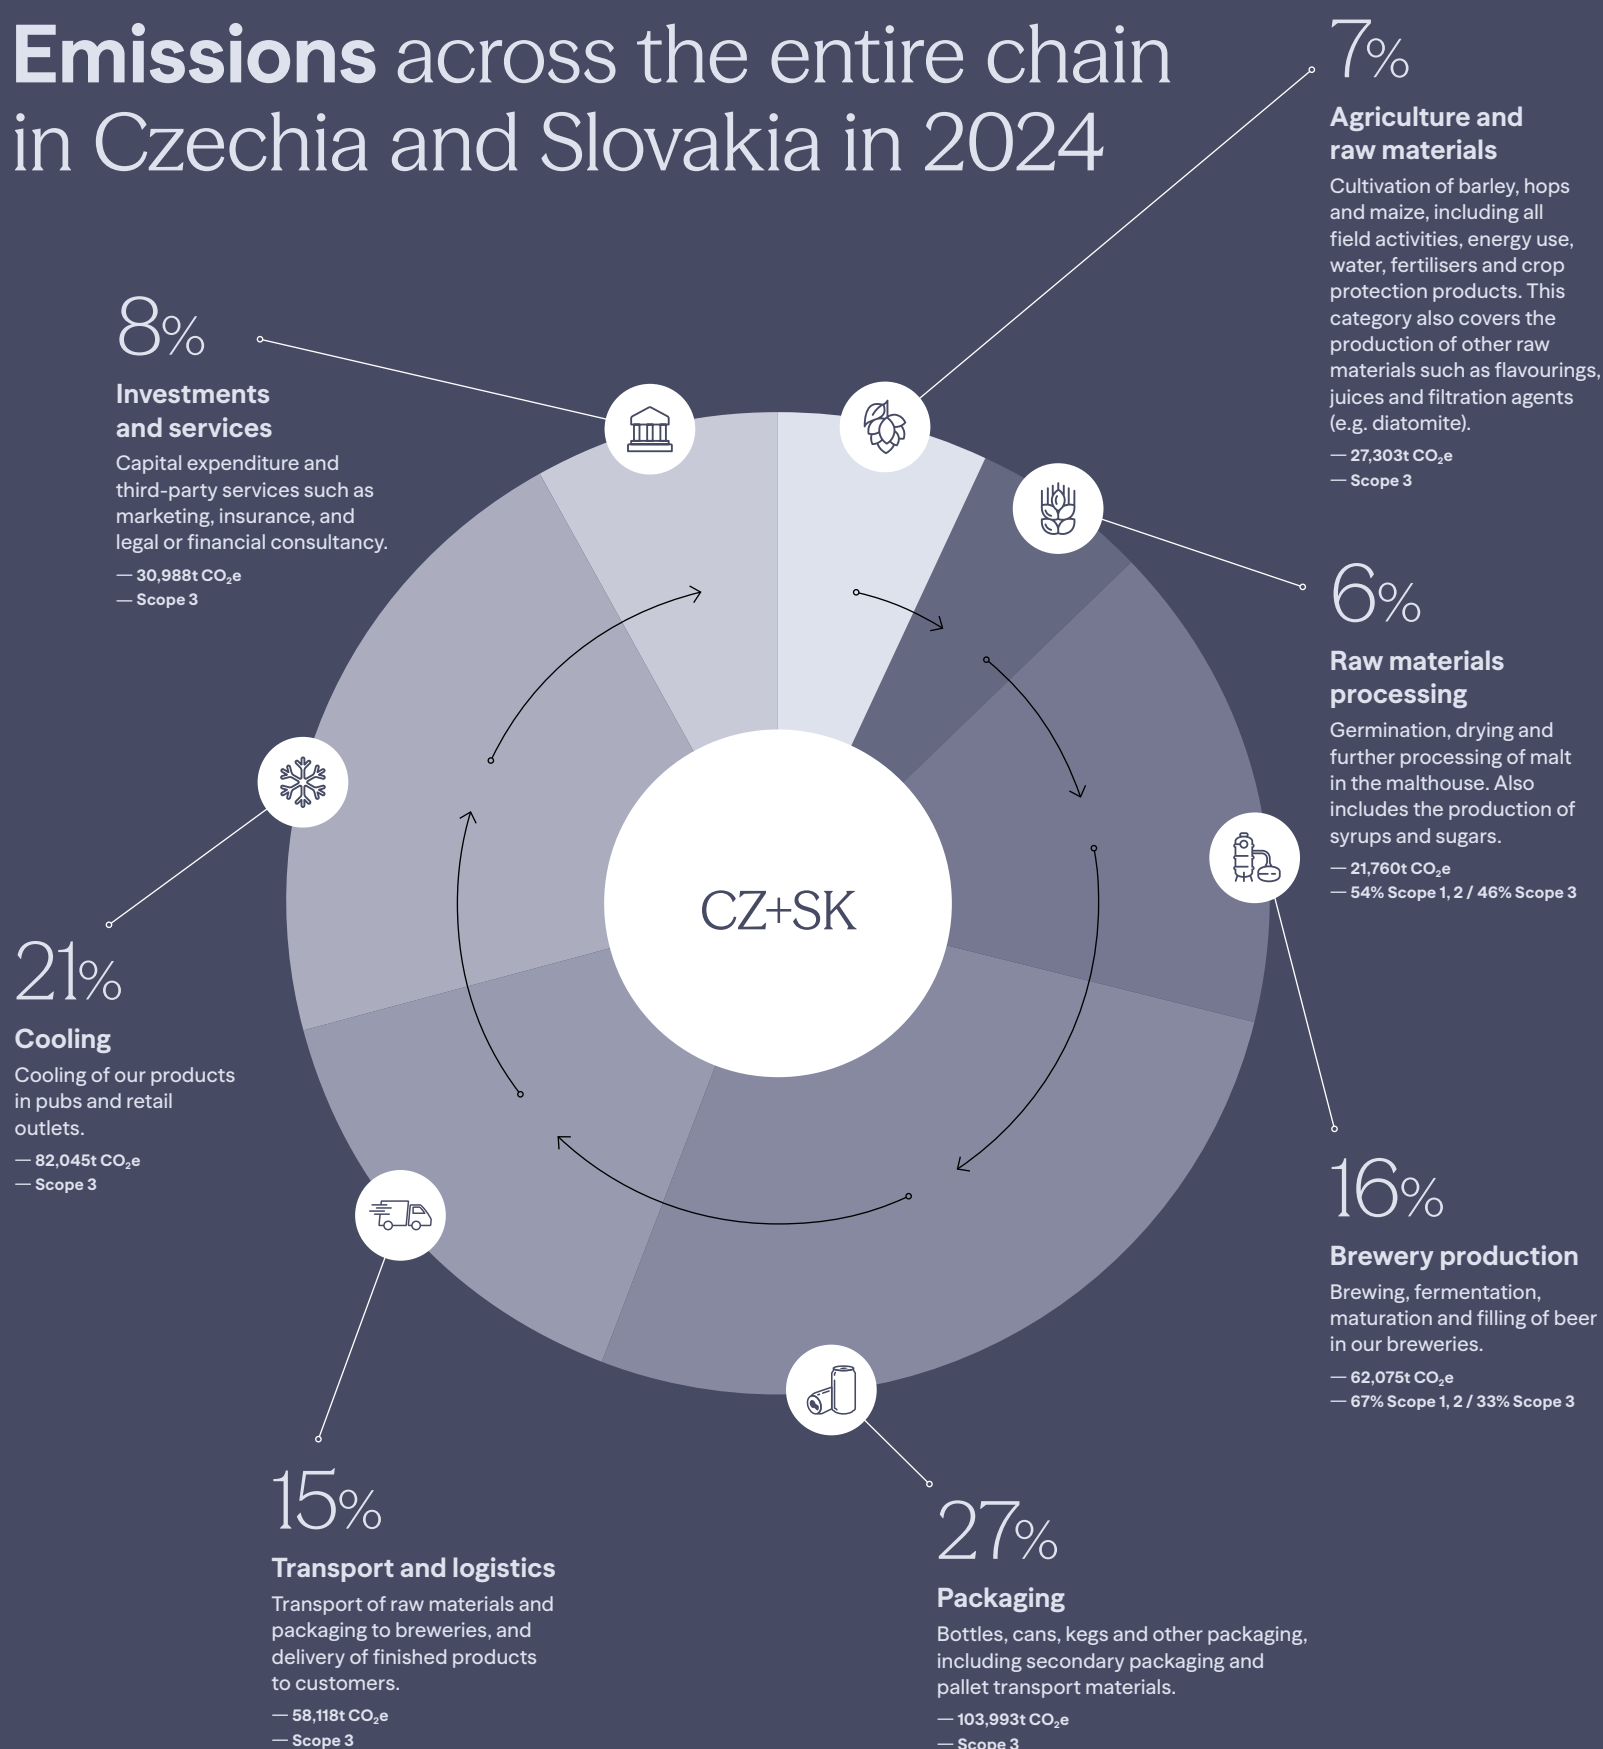 Emissions across the entire chain
in Czechia and Slovakia in 2024
7%
Agriculture and
raw materials
Cultivation of barley, hops
and maize, including all
field activities, energy use,
water, fertilisers and crop
protection products. This
category also covers the
production of other raw
materials such as flavourings,
juices and filtration agents
(e.g. diatomite).
— 27,303t CO₂e
— Scope 3
8%
Investments
and services
Capital expenditure and
third-party services such as
marketing, insurance, and
legal or financial consultancy.
— 30,988t CO₂e
— Scope 3
6%
Raw materials
processing
Germination, drying and
further processing of malt
in the malthouse. Also
includes the production of
syrups and sugars.
— 21,760t CO₂e
— 54% Scope 1, 2 / 46% Scope 3
CZ+SK
21%
Cooling
Cooling of our products
in pubs and retail
outlets.
— 82,045t CO₂e
— Scope 3
16%
Brewery production
Brewing, fermentation,
maturation and filling of beer
in our breweries.
— 62,075t CO₂e
— 67% Scope 1, 2 / 33% Scope 3
15%
Transport and logistics
Transport of raw materials and
packaging to breweries, and
delivery of finished products
to customers.
— 58,118t CO₂e
— Scope 3
27%
Packaging
Bottles, cans, kegs and other packaging,
including secondary packaging and
pallet transport materials.
— 103,993t CO₂e
— Scope 3